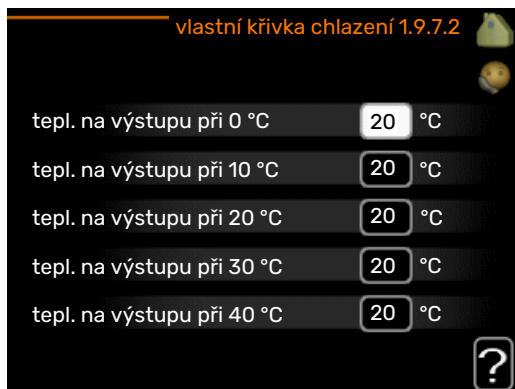 vlastní křivka chlazení 1.9.7.2
tepl. na výstupu při 0 °C 20 °C
tepl. na výstupu při 10 °C 20 °C
tepl. na výstupu při 20 °C 20 °C
tepl. na výstupu při 30 °C 20 °C
tepl. na výstupu při 40 °C 20 °C
?